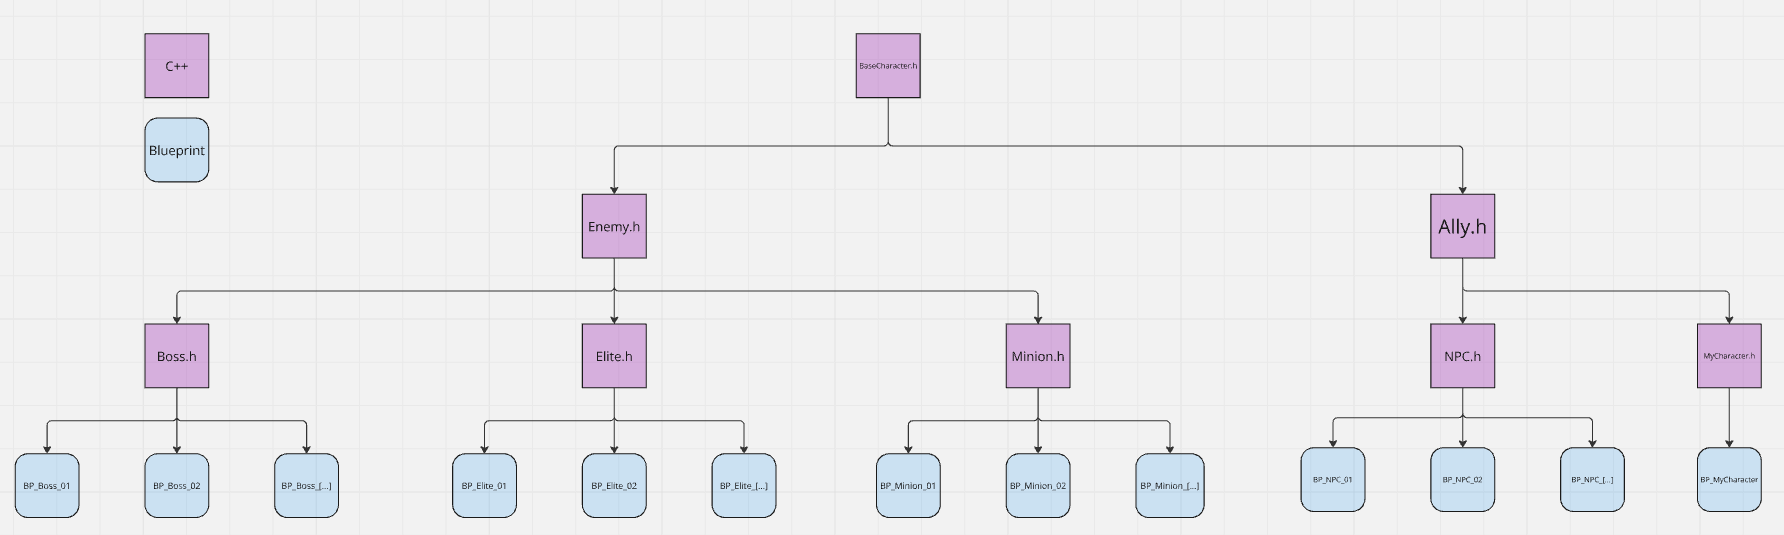 C++
BaseCharacter.h
Blueprint
Enemy.h
Ally.h
Boss.h
Elite.h
Minion.h
NPC.h
MyCharacter.h
BP_Boss_01
BP_Boss_02
BP_Boss_[...]
BP_Elite_01
BP_Elite_02
BP_Elite_[...]
BP_Minion_01
BP_Minion_02
BP_Minion_[...]
BP_NPC_01
BP_NPC_02
BP_NPC_[...]
BP_MyCharacter